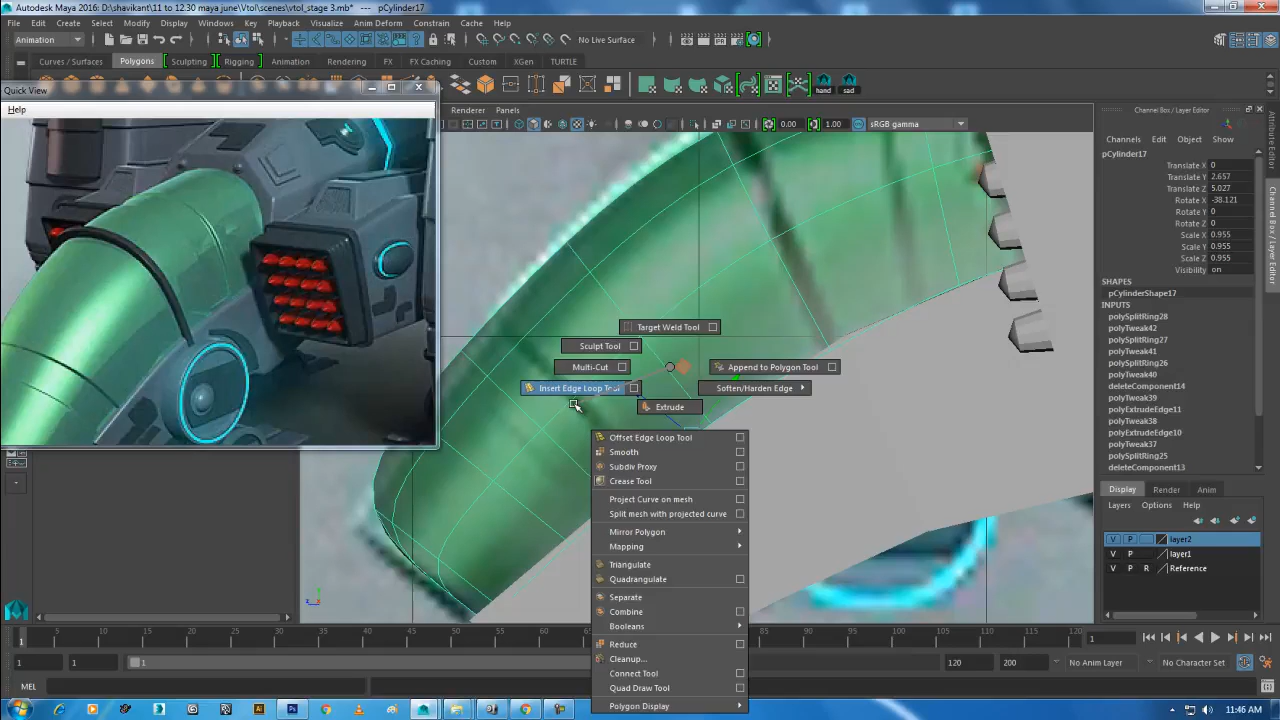 Autodesk Maya 2016: D:\shavikant\11 to 12.30 maya june\Vtol\scenes\vtol_stage 3.mb* --- pCylinder17
File Edit Create Select Modify Display Windows Key Playback Visualize Anim Deform Constrain Cache Help
Animation No Live Surface
Curves / Surfaces Polygons Sculpting Rigging Animation Rendering FX FX Caching Custom XGen TURTLE
hand sad
Quick View
Help
Renderer Panels
0.00 1.00 sRGB gamma
Channel Box / Layer Editor
Channels Edit Object Show
pCylinder17
Translate X 0
Translate Y 2.657
Translate Z 5.027
Rotate X -38.121
Rotate Y 0
Rotate Z 0
Scale X 0.955
Scale Y 0.955
Scale Z 0.955
Visibility on
SHAPES
pCylinderShape17
INPUTS
polySplitRing28
polyTweak42
polySplitRing27
polyTweak41
polySplitRing26
deleteComponent14
polyTweak39
polyExtrudeEdge11
polyTweak38
polyExtrudeEdge10
polyTweak37
polySplitRing25
deleteComponent13
Attribute Editor
Channel Box / Layer Editor
Target Weld Tool
Sculpt Tool
Multi-Cut Append to Polygon Tool
Insert Edge Loop Tool Soften/Harden Edge
Extrude
Offset Edge Loop Tool
Smooth
Subdiv Proxy
Crease Tool
Project Curve on mesh
Split mesh with projected curve
Mirror Polygon
Mapping
Triangulate
Quadrangulate
Separate
Combine
Booleans
Reduce
Cleanup...
Connect Tool
Quad Draw Tool
Polygon Display
Display Render Anim
Layers Options Help
V P layer2
V P layer1
V P R Reference
1 5 10 15 20 25 30 35 40 45 50 55 60 85 90 95 100 105 110 115 120 1
1 1 1 120 200 No Anim Layer No Character Set
MEL
11:46 AM